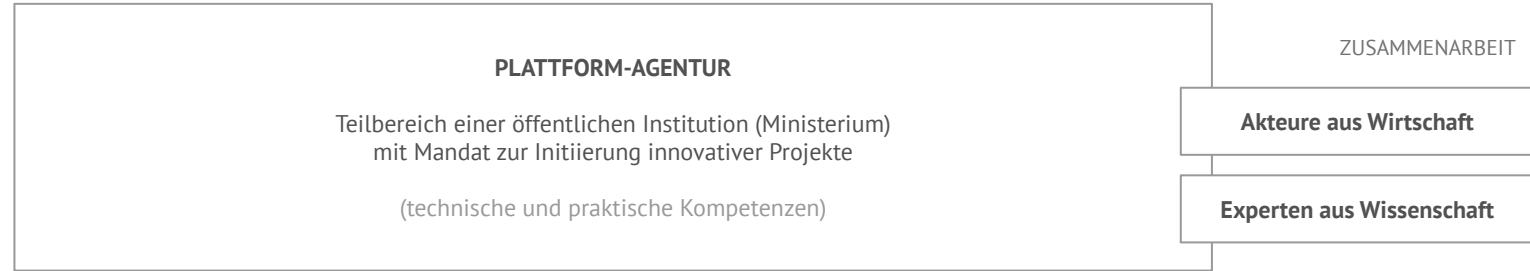 PLATTFORM-AGENTUR
Teilbereich einer öffentlichen Institution (Ministerium)
mit Mandat zur Initiierung innovativer Projekte
(technische und praktische Kompetenzen)
ZUSAMMENARBEIT
Akteure aus Wirtschaft
Experten aus Wissenschaft